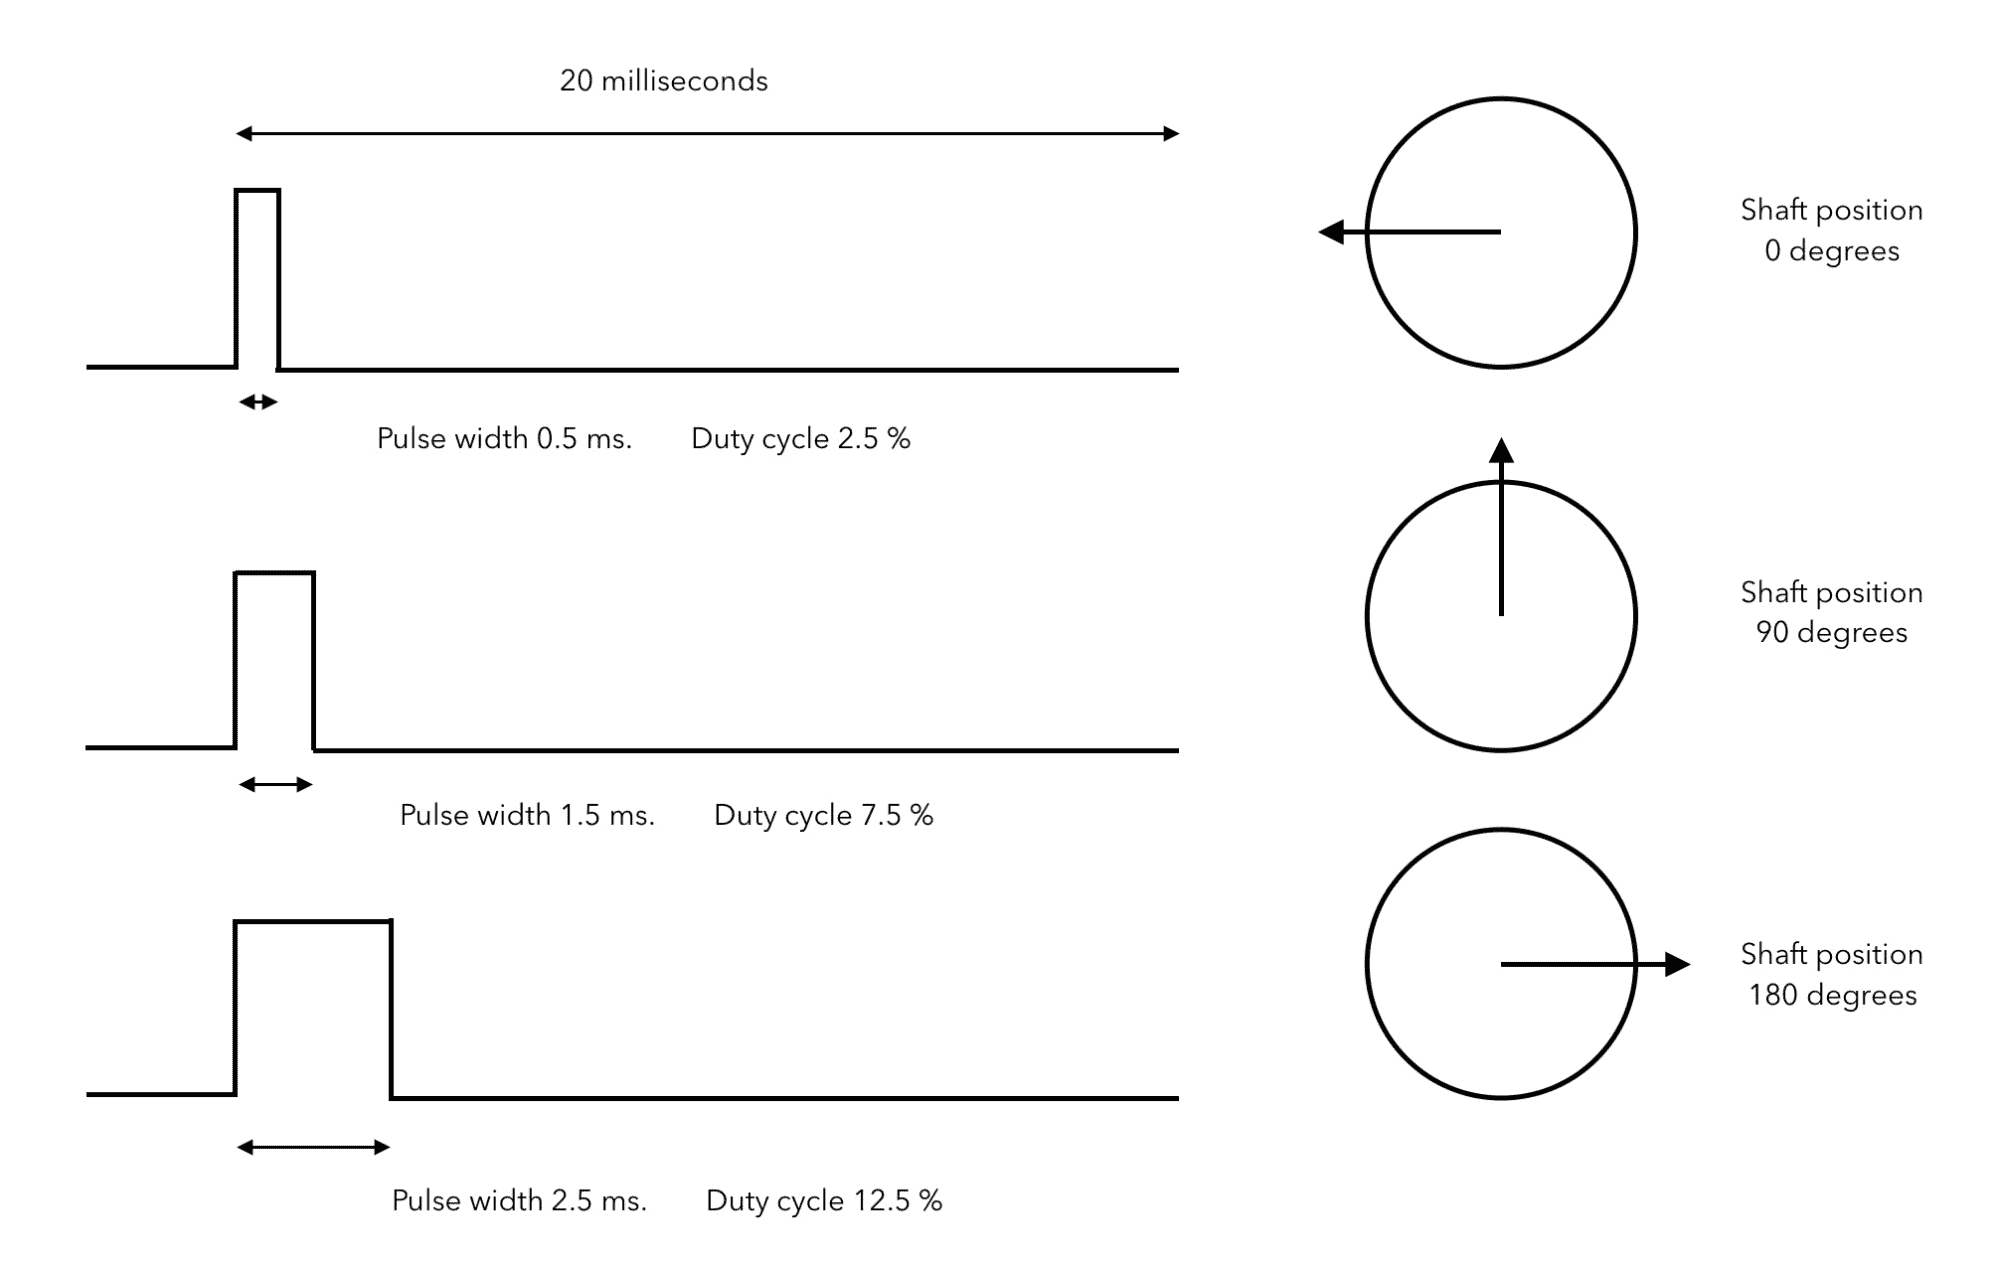 20 milliseconds
Shaft position
0 degrees
Pulse width 0.5 ms. Duty cycle 2.5 %
Shaft position
90 degrees
Pulse width 1.5 ms. Duty cycle 7.5 %
Shaft position
180 degrees
Pulse width 2.5 ms. Duty cycle 12.5 %